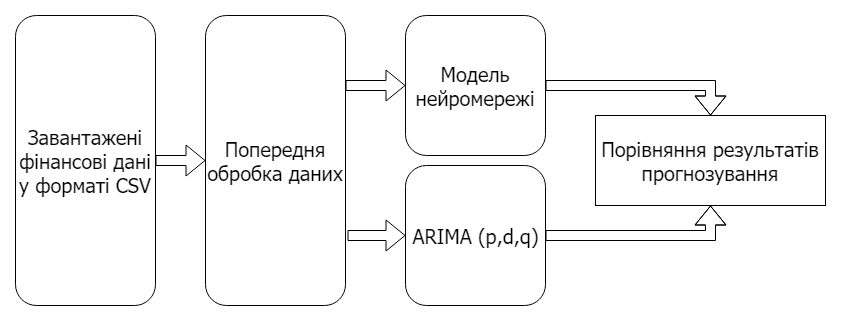 Завантажені
фінансові дані
у форматі CSV
Попередня
обробка даних
Модель
нейромережі
ARIMA (p,d,q)
Порівняння результатів
прогнозування